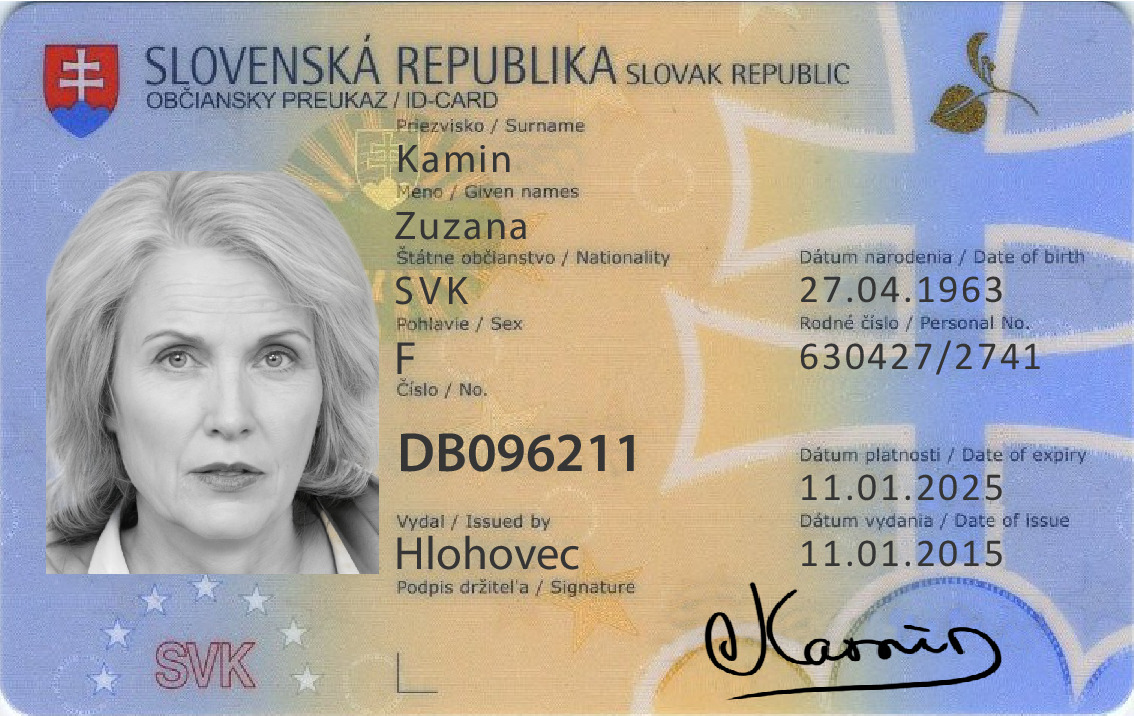 SLOVENSKÁ REPUBLIKA SLOVAK REPUBLIC
OBČIANSKY PREUKAZ / ID-CARD
Priezvisko / Surname
Kamin
Meno / Given names
Zuzana
Štátne občianstvo / Nationality
SVK
Dátum narodenia / Date of birth
27.04.1963
Pohlavie / Sex
F
Rodné číslo / Personal No.
630427/2741
Číslo / No.
DB096211
Dátum platnosti / Date of expiry
11.01.2025
Vydal / Issued by
Hlohovec
Dátum vydania / Date of issue
11.01.2015
Podpis držiteľa / Signature
Kamin
SVK